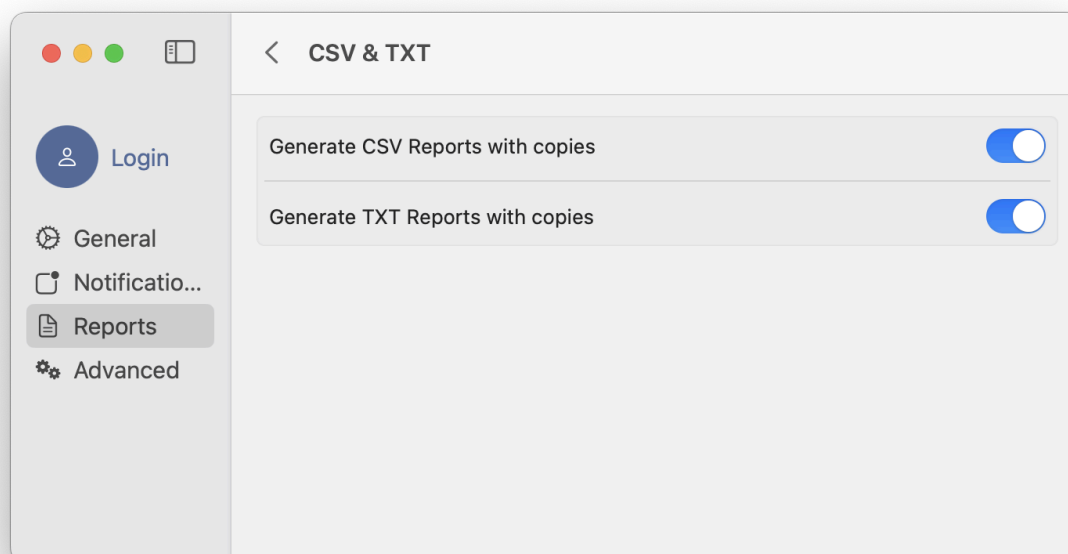 CSV & TXT
Login
General
Notificatio...
Reports
Advanced
Generate CSV Reports with copies
Generate TXT Reports with copies